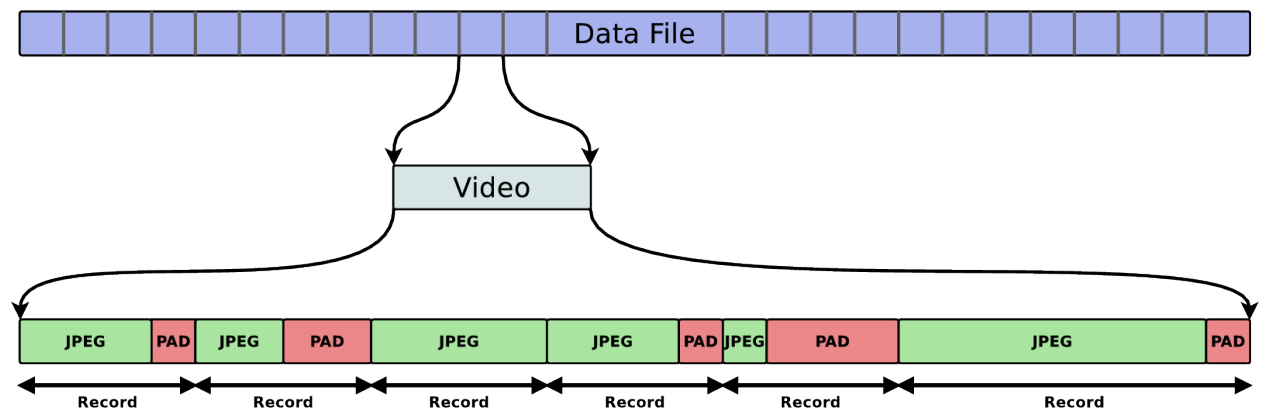 Data File
Video
JPEG PAD JPEG PAD JPEG JPEG PAD JPEG PAD JPEG PAD
Record Record Record Record Record Record